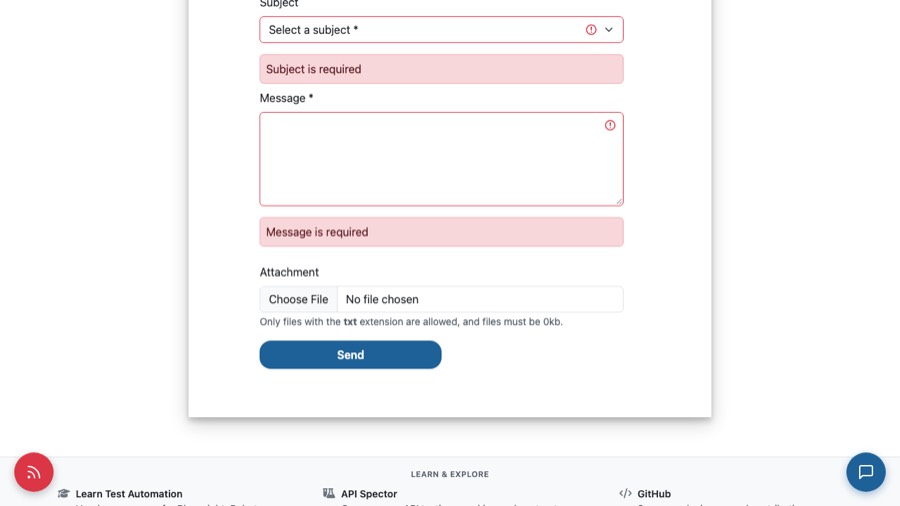 Subject
Select a subject *
Subject is required
Message *
Message is required
Attachment
Choose File No file chosen
Only files with the txt extension are allowed, and files must be 0kb.
Send
LEARN & EXPLORE
Learn Test Automation
API Spector
GitHub